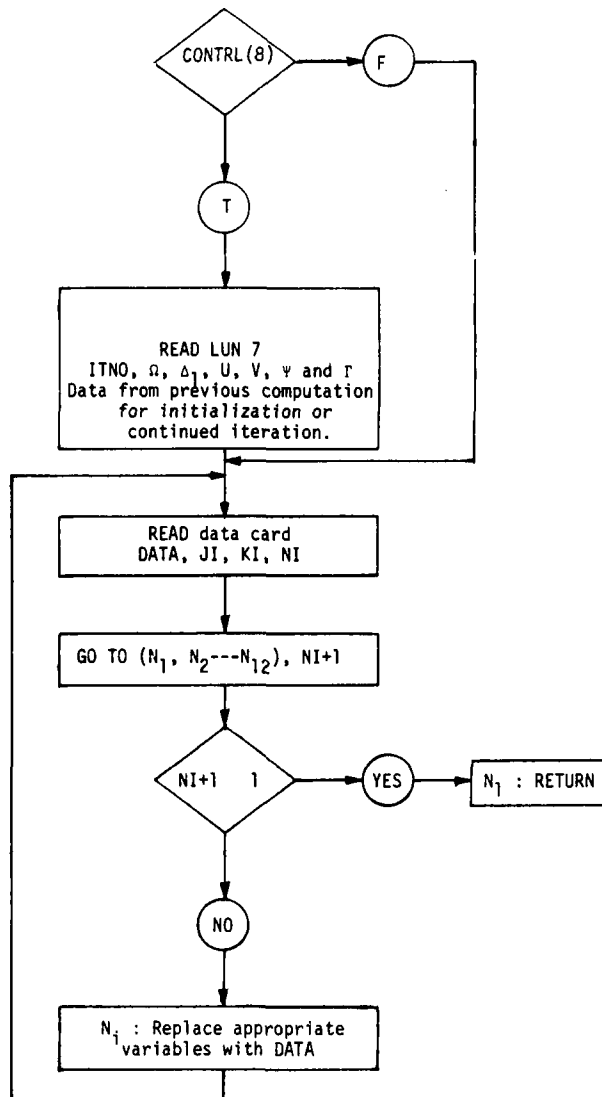 CONTRL(8)
F
T
READ LUN 7
ITNO, Ω, Δ₁, U, V, Ψ and Γ
Data from previous computation
for initialization or
continued iteration.
READ data card
DATA, JI, KI, NI
GO TO (N₁, N₂---N₁₂), NI+1
NI+1 1
YES
N₁ : RETURN
NO
Nᵢ : Replace appropriate
variables with DATA